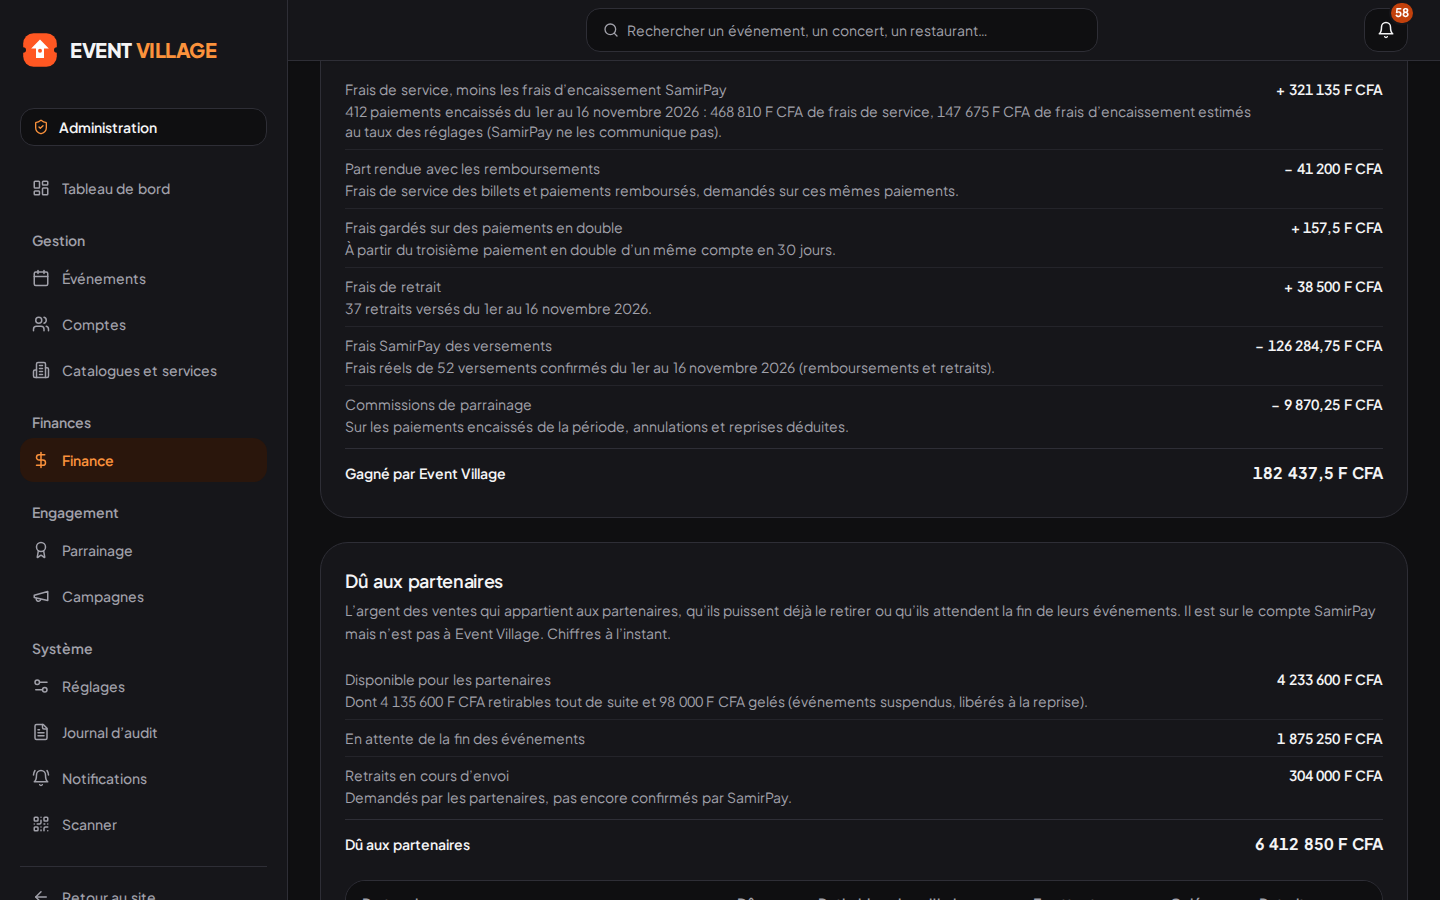 EVENT VILLAGE
Rechercher un événement, un concert, un restaurant…
58
Administration
Tableau de bord
Gestion
Événements
Comptes
Catalogues et services
Finances
Finance
Engagement
Parrainage
Campagnes
Système
Réglages
Journal d'audit
Notifications
Scanner
Retour au site
Frais de service, moins les frais d'encaissement SamirPay
+ 321 135 F CFA
412 paiements encaissés du 1er au 16 novembre 2026 : 468 810 F CFA de frais de service, 147 675 F CFA de frais d'encaissement estimés
au taux des réglages (SamirPay ne les communique pas).
Part rendue avec les remboursements
− 41 200 F CFA
Frais de service des billets et paiements remboursés, demandés sur ces mêmes paiements.
Frais gardés sur des paiements en double
+ 157,5 F CFA
À partir du troisième paiement en double d'un même compte en 30 jours.
Frais de retrait
+ 38 500 F CFA
37 retraits versés du 1er au 16 novembre 2026.
Frais SamirPay des versements
− 126 284,75 F CFA
Frais réels de 52 versements confirmés du 1er au 16 novembre 2026 (remboursements et retraits).
Commissions de parrainage
− 9 870,25 F CFA
Sur les paiements encaissés de la période, annulations et reprises déduites.
Gagné par Event Village
182 437,5 F CFA
Dû aux partenaires
L'argent des ventes qui appartient aux partenaires, qu'ils puissent déjà le retirer ou qu'ils attendent la fin de leurs événements. Il est sur le compte SamirPay
mais n'est pas à Event Village. Chiffres à l'instant.
Disponible pour les partenaires
4 233 600 F CFA
Dont 4 135 600 F CFA retirables tout de suite et 98 000 F CFA gelés (événements suspendus, libérés à la reprise).
En attente de la fin des événements
1 875 250 F CFA
Retraits en cours d'envoi
304 000 F CFA
Demandés par les partenaires, pas encore confirmés par SamirPay.
Dû aux partenaires
6 412 850 F CFA